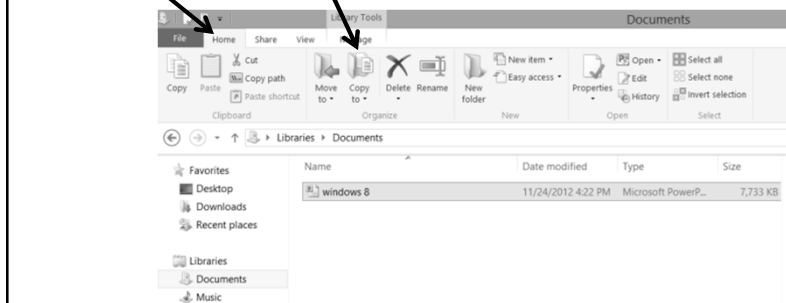 Library Tools
Documents
File Home Share View Manage
Copy
Paste
Cut
Copy path
Paste shortcut
Clipboard
Move to
Copy to
Delete
Rename
Organize
New folder
New item
Easy access
New
Properties
Open
Edit
History
Open
Select all
Select none
Invert selection
Select
Libraries Documents
Favorites
Desktop
Downloads
Recent places
Libraries
Documents
Music
Name Date modified Type Size
windows 8 11/24/2012 4:22 PM Microsoft PowerP... 7,733 KB